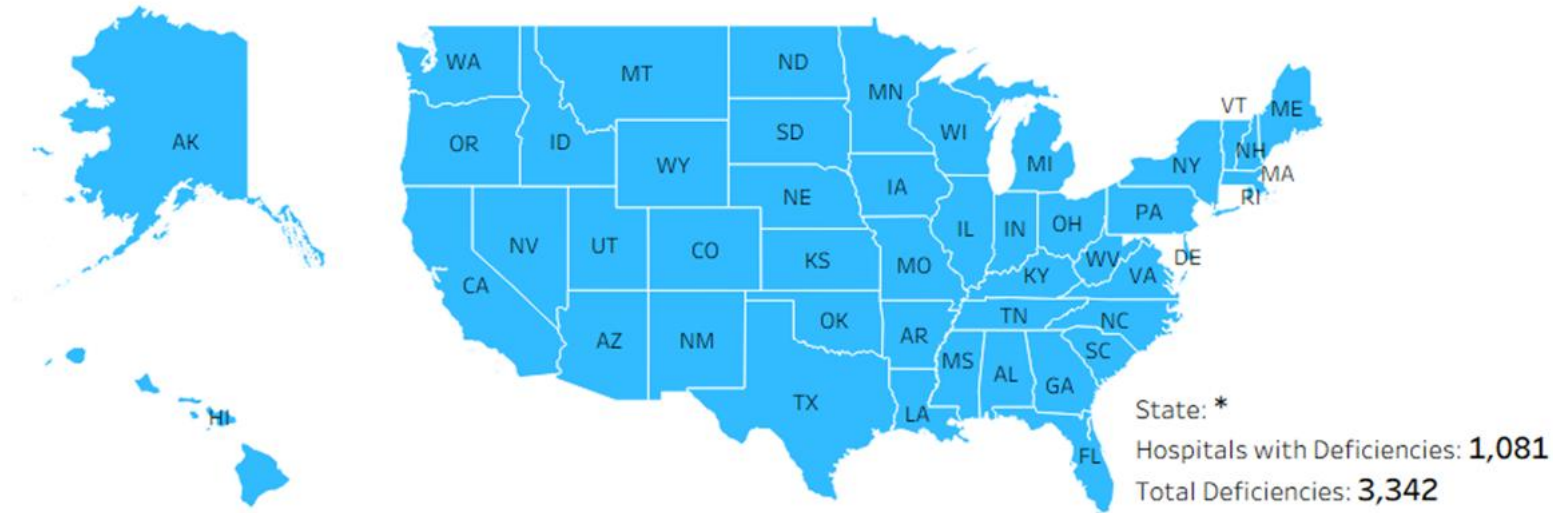 WA
MT
ND
MN
VT
ME
AK
OR
ID
SD
WI
MI
NY
NH
WY
MA
IA
RI
NE
PA
NV
UT
CO
IL
IN
OH
KS
MO
WV
DE
CA
KY
VA
OK
TN
NC
AZ
NM
AR
SC
MS
AL
GA
TX
LA
HI
FL
State: *
Hospitals with Deficiencies: 1,081
Total Deficiencies: 3,342